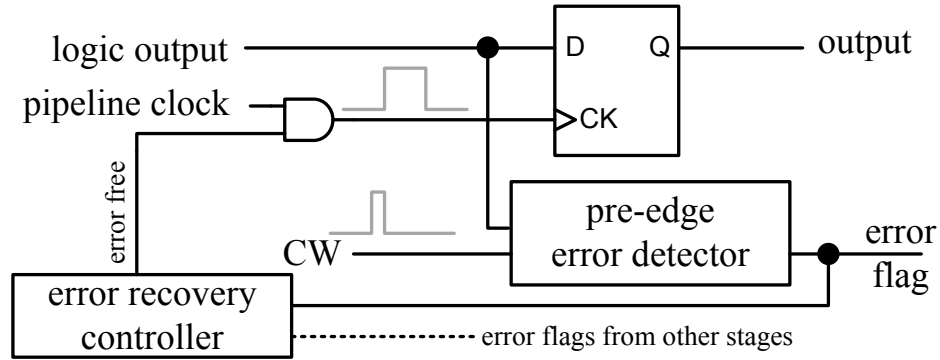 logic output
D
Q
output
pipeline clock
CK
error free
CW
pre-edge
error detector
error
flag
error recovery
controller
error flags from other stages